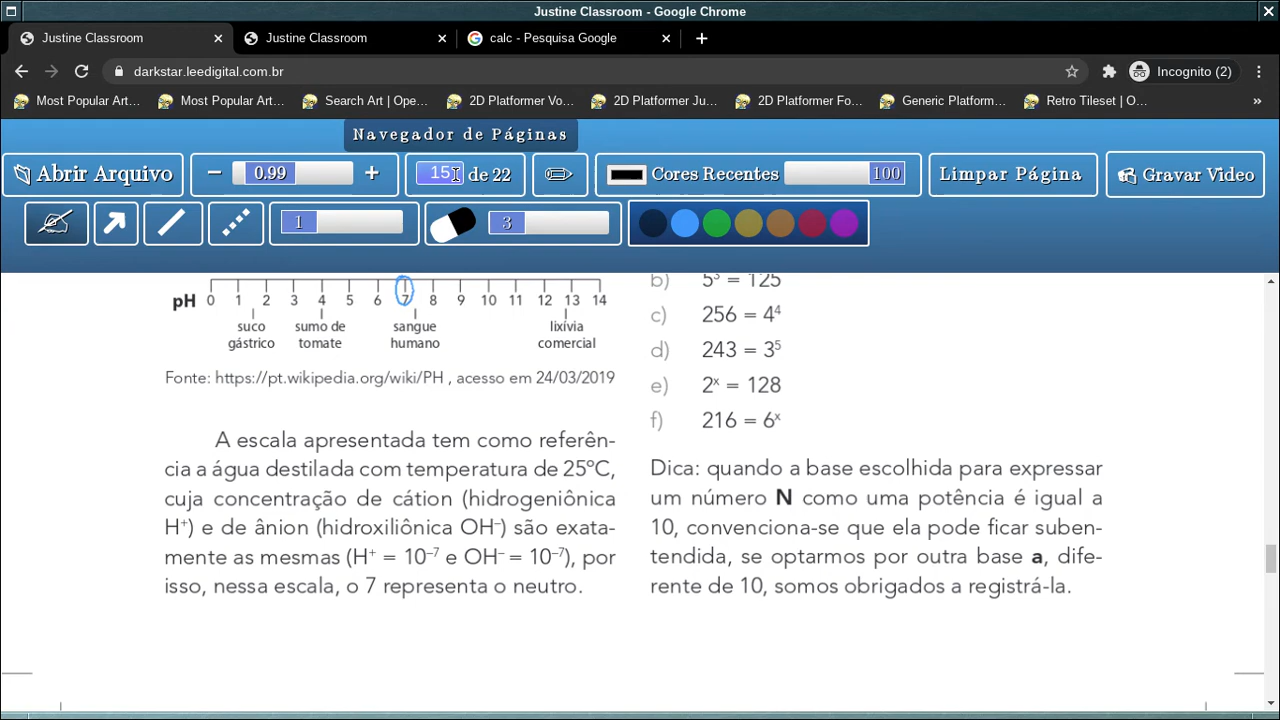 Justine Classroom - Google Chrome
Justine Classroom
Justine Classroom
calc - Pesquisa Google
darkstar.leedigital.com.br
Incognito (2)
Most Popular Art...
Most Popular Art...
Search Art | Ope...
2D Platformer Vo...
2D Platformer Ju...
2D Platformer Fo...
Generic Platform...
Retro Tileset | O...
»
Navegador de Páginas
Abrir Arquivo
− 0.99 +
15 de 22
Cores Recentes 100
Limpar Página
Gravar Video
1
3
pH 0 1 2 3 4 5 6 7 8 9 10 11 12 13 14
suco gástrico
sumo de tomate
sangue humano
lixívia comercial
Fonte: https://pt.wikipedia.org/wiki/PH , acesso em 24/03/2019
A escala apresentada tem como referên-
cia a água destilada com temperatura de 25ºC,
cuja concentração de cátion (hidrogeniônica
H⁺) e de ânion (hidroxiliônica OH⁻) são exata-
mente as mesmas (H⁺ = 10⁻⁷ e OH⁻ = 10⁻⁷), por
isso, nessa escala, o 7 representa o neutro.
b) 5³ = 125
c) 256 = 4⁴
d) 243 = 3⁵
e) 2ˣ = 128
f) 216 = 6ˣ
Dica: quando a base escolhida para expressar
um número N como uma potência é igual a
10, convenciona-se que ela pode ficar suben-
tendida, se optarmos por outra base a, dife-
rente de 10, somos obrigados a registrá-la.